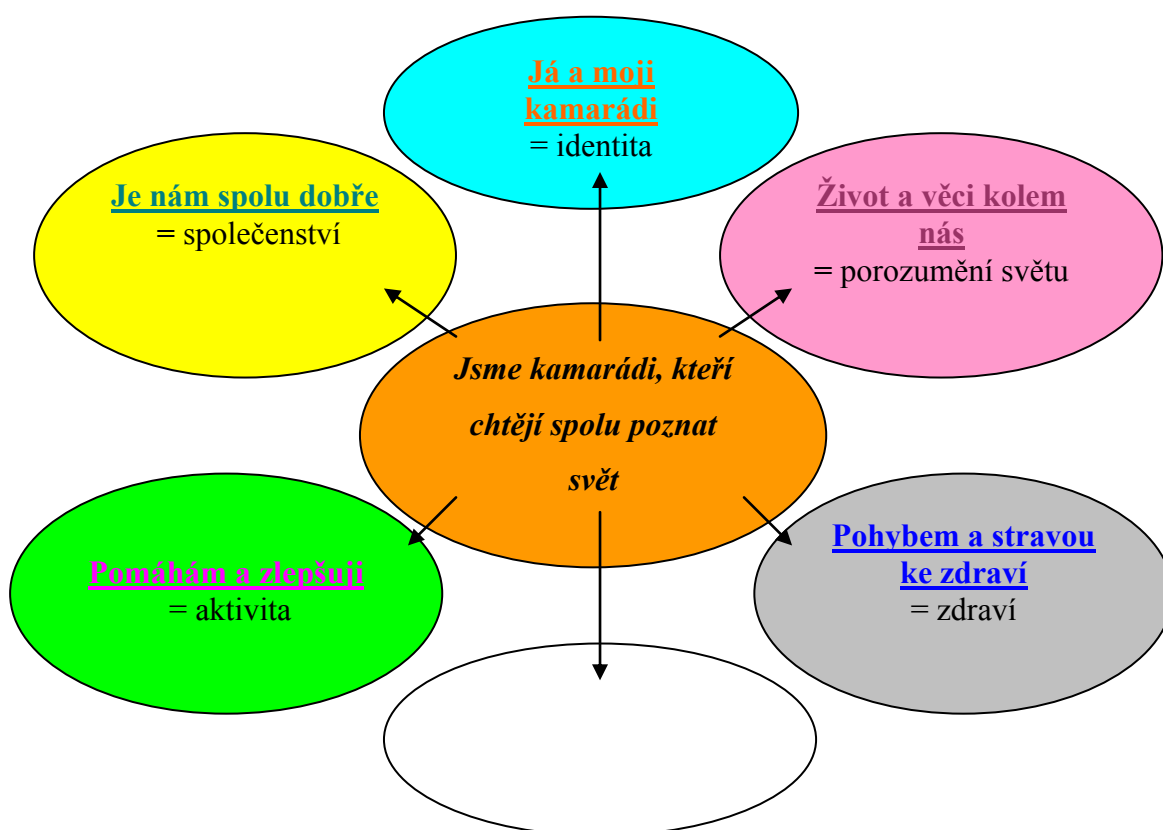 Já a moji
kamarádi
= identita
Je nám spolu dobře
= společenství
Život a věci kolem
nás
= porozumění světu
Jsme kamarádi, kteří
chtějí spolu poznat
svět
Pomáhám a zlepšuji
= aktivita
Pohybem a stravou
ke zdraví
= zdraví